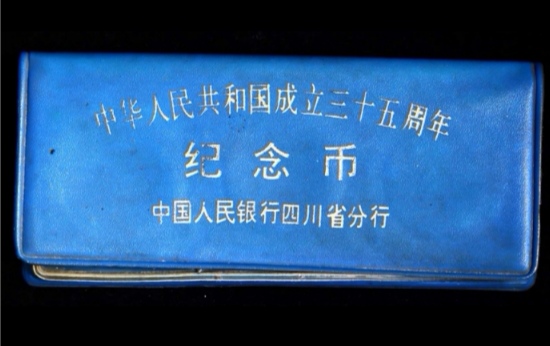 中华人民共和国成立三十五周年
纪念币
中国人民银行四川省分行